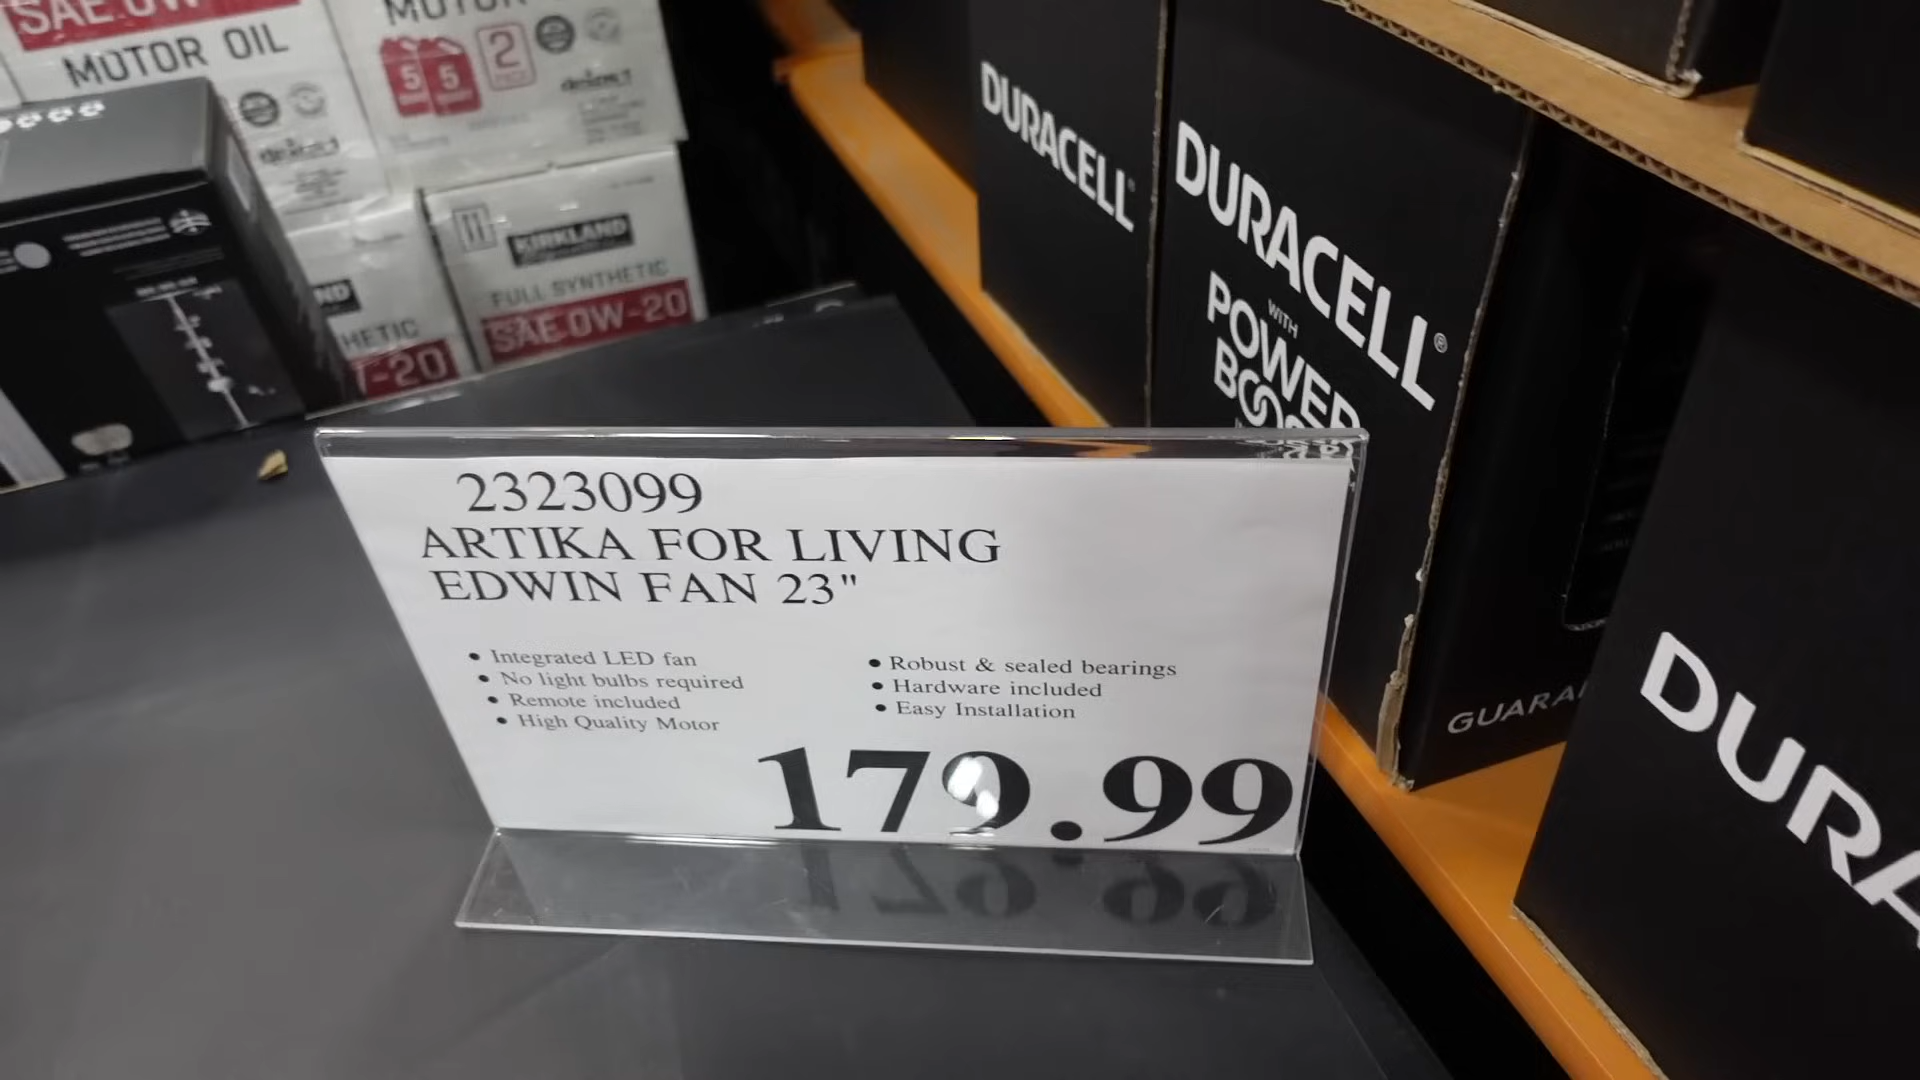 SAE 0W-
MOTOR OIL
MOTOR
5 5 2
KIRKLAND
FULL SYNTHETIC
SAE 0W-20
HETIC
-20
DURACELL
DURACELL®
WITH
POWER
BOOST
GUARA
DURA
2323099
ARTIKA FOR LIVING
EDWIN FAN 23"
• Integrated LED fan
• No light bulbs required
• Remote included
• High Quality Motor
• Robust & sealed bearings
• Hardware included
• Easy Installation
179.99